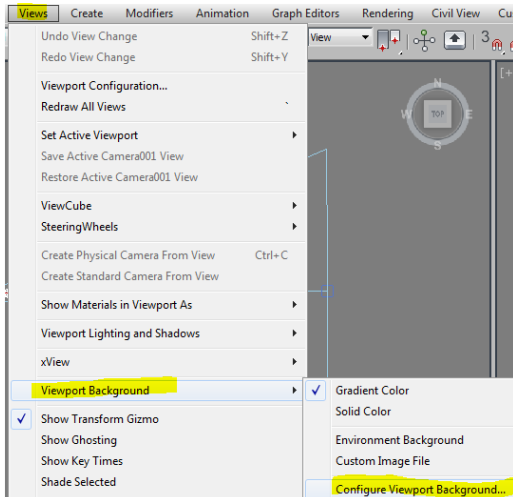 Views Create Modifiers Animation Graph Editors Rendering Civil View Cu
Undo View Change Shift+Z
Redo View Change Shift+Y
View
3
Viewport Configuration...
Redraw All Views `
[+
N
W TOP E
S
Set Active Viewport
Save Active Camera001 View
Restore Active Camera001 View
ViewCube
SteeringWheels
Create Physical Camera From View Ctrl+C
Create Standard Camera From View
Show Materials in Viewport As
Viewport Lighting and Shadows
xView
Viewport Background
Gradient Color
Solid Color
Environment Background
Custom Image File
Configure Viewport Background...
Show Transform Gizmo
Show Ghosting
Show Key Times
Shade Selected